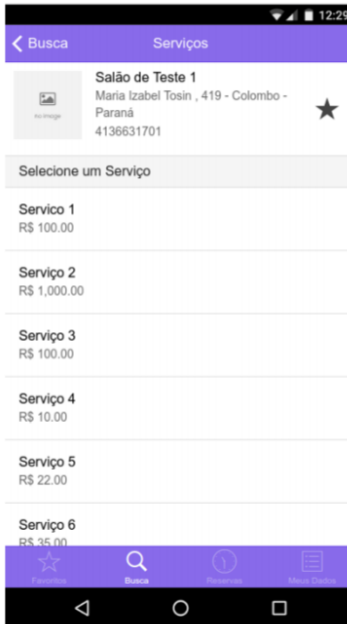 12:29
Busca
Serviços
Salão de Teste 1
Maria Izabel Tosin , 419 - Colombo -
Paraná
4136631701
no image
Selecione um Serviço
Servico 1
R$ 100.00
Serviço 2
R$ 1,000.00
Serviço 3
R$ 100.00
Serviço 4
R$ 10.00
Serviço 5
R$ 22.00
Serviço 6
R$ 35.00
Favoritos
Busca
Reservas
Meus Dados